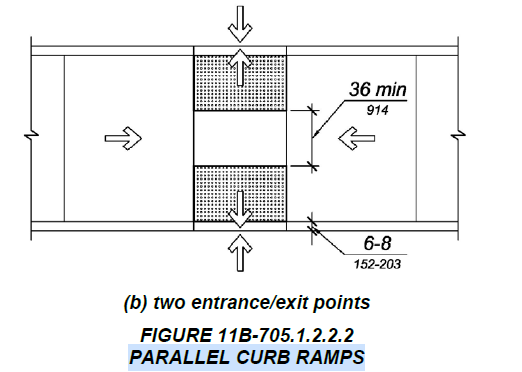 36 min
914
6-8
152-203
(b) two entrance/exit points
FIGURE 11B-705.1.2.2.2
PARALLEL CURB RAMPS